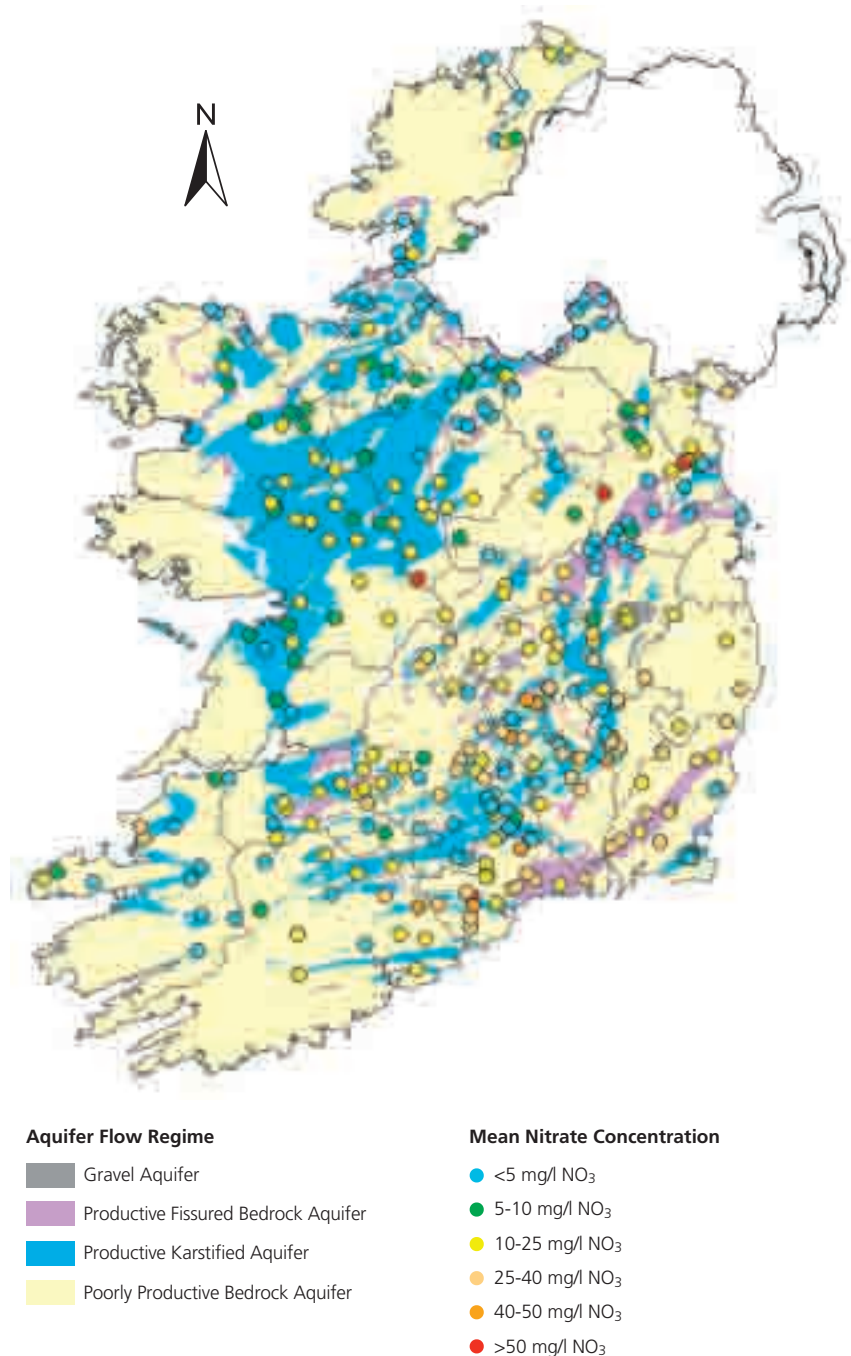 N
Aquifer Flow Regime
Gravel Aquifer
Productive Fissured Bedrock Aquifer
Productive Karstified Aquifer
Poorly Productive Bedrock Aquifer
Mean Nitrate Concentration
<5 mg/l NO₃
5-10 mg/l NO₃
10-25 mg/l NO₃
25-40 mg/l NO₃
40-50 mg/l NO₃
>50 mg/l NO₃